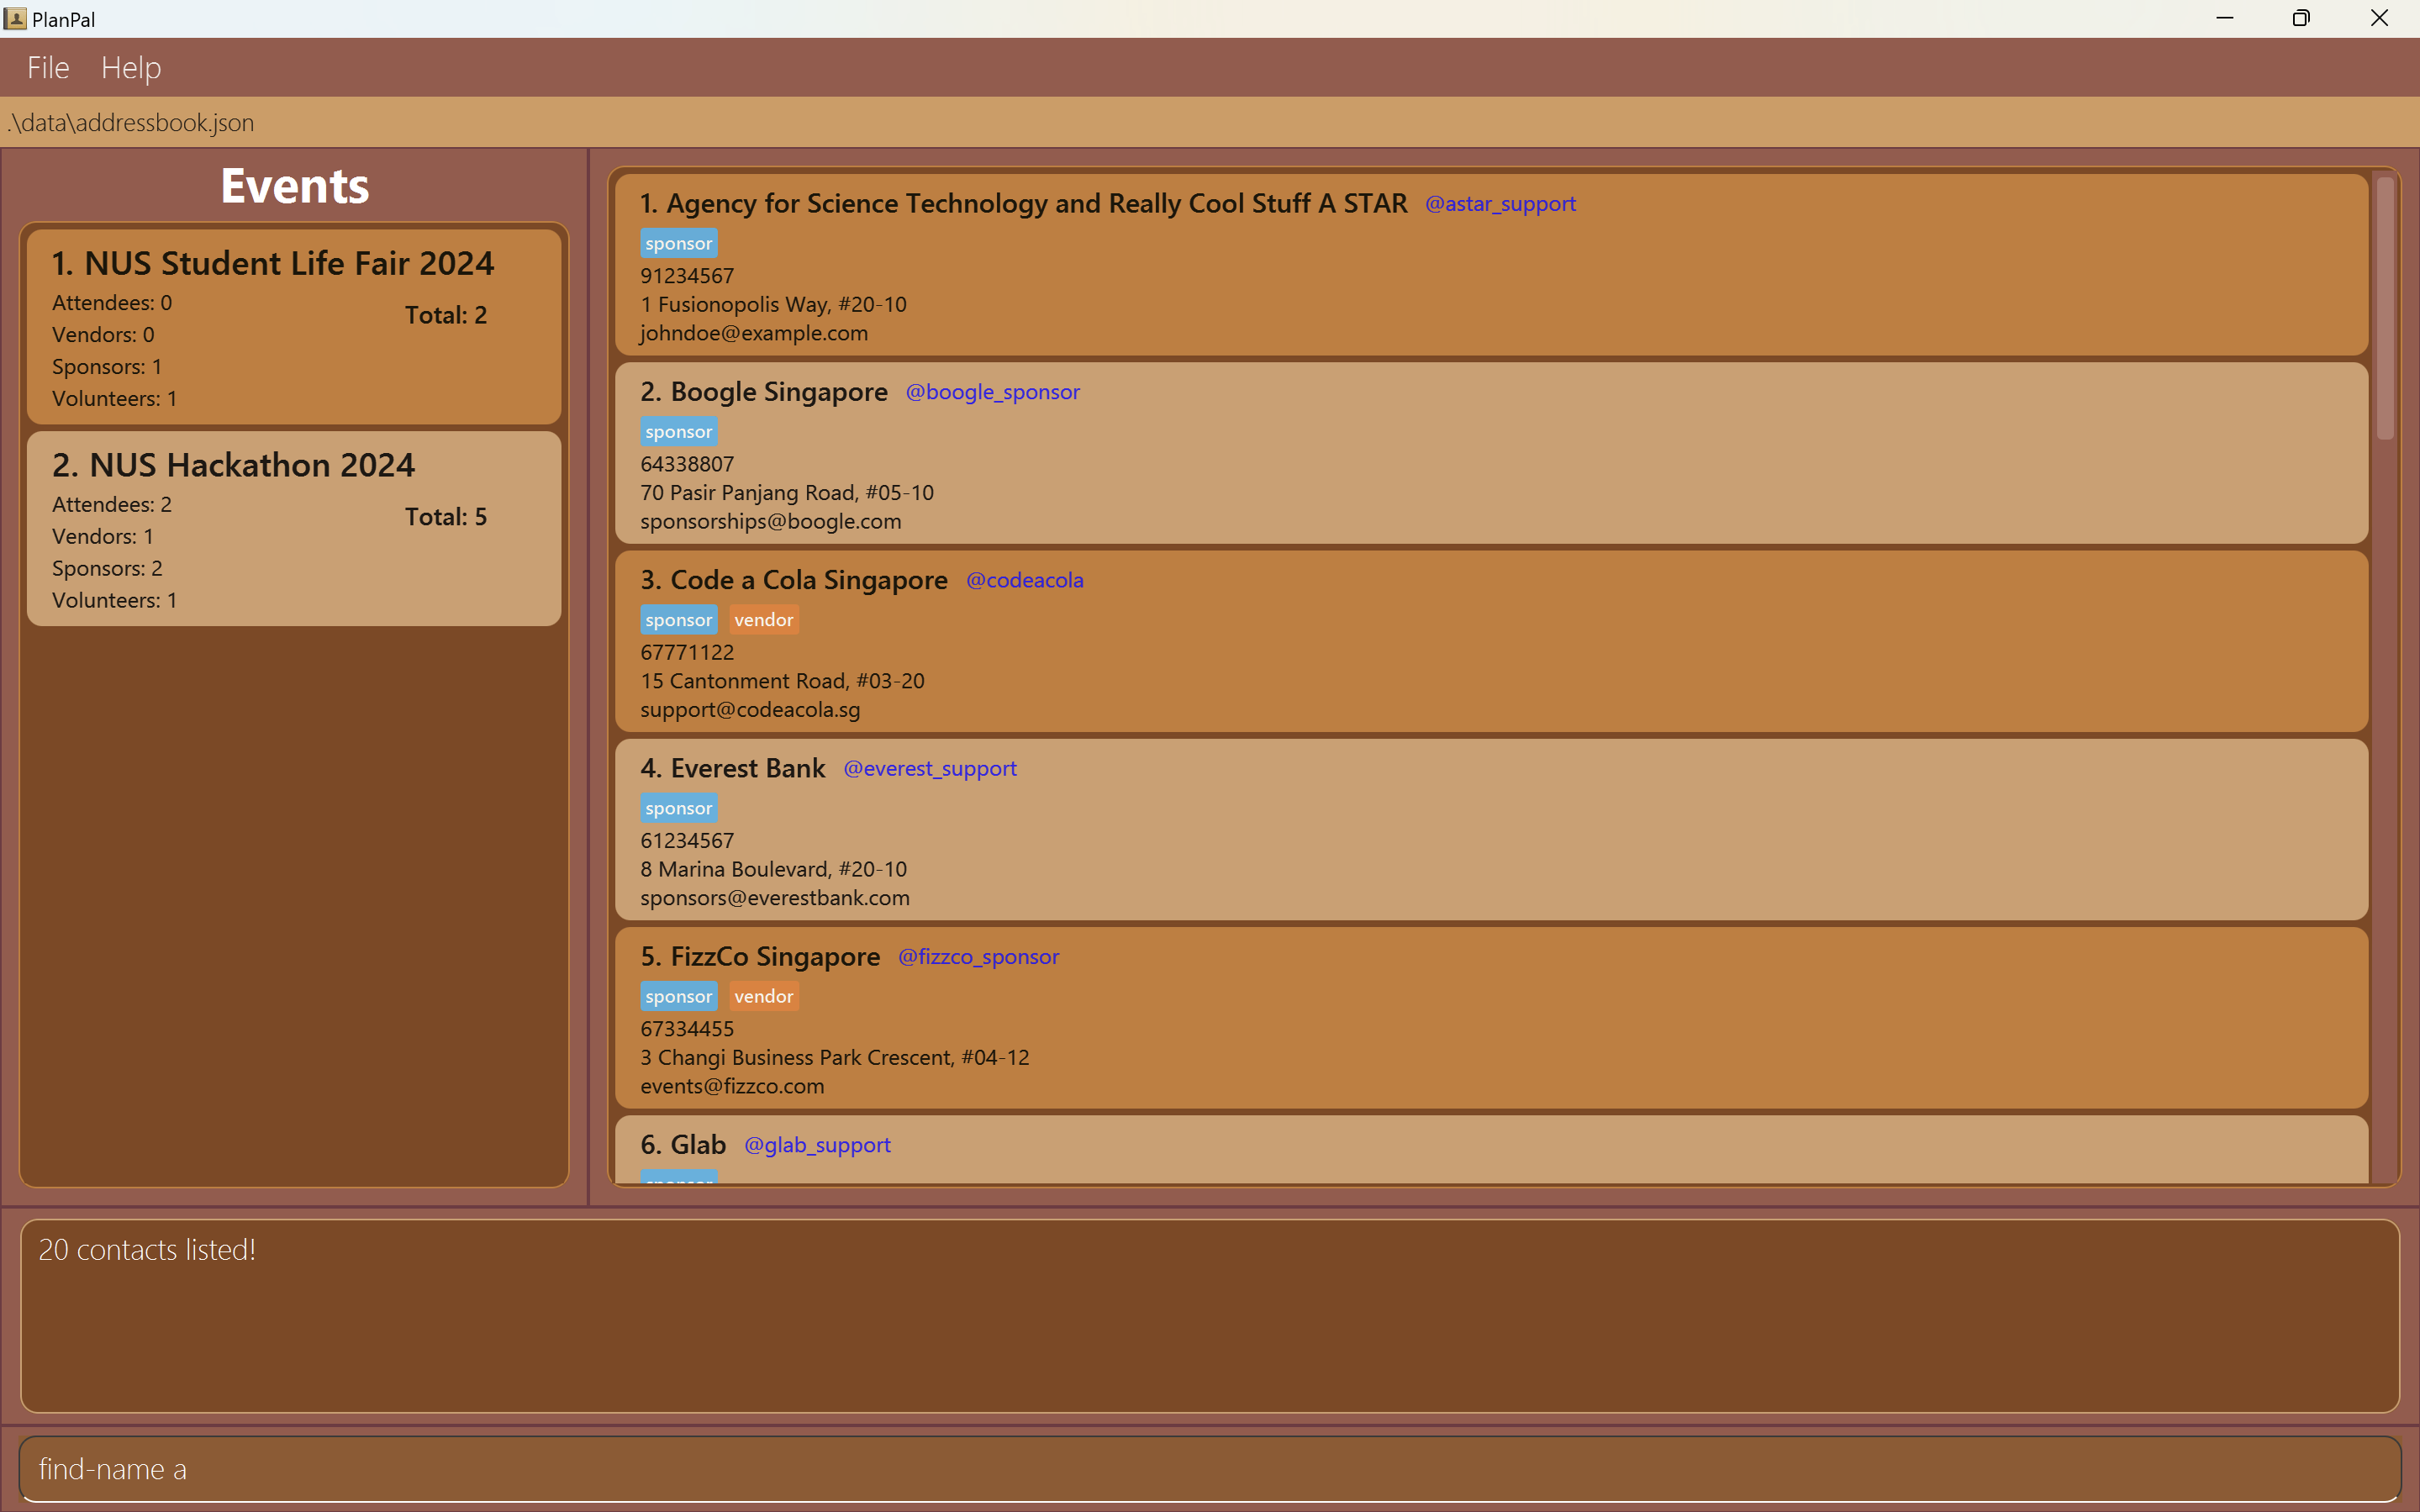 PlanPal
File Help
.\data\addressbook.json
Events
1. NUS Student Life Fair 2024
Attendees: 0
Total: 2
Vendors: 0
Sponsors: 1
Volunteers: 1
2. NUS Hackathon 2024
Attendees: 2
Total: 5
Vendors: 1
Sponsors: 2
Volunteers: 1
1. Agency for Science Technology and Really Cool Stuff A STAR @astar_support
sponsor
91234567
1 Fusionopolis Way, #20-10
johndoe@example.com
2. Boogle Singapore @boogle_sponsor
sponsor
64338807
70 Pasir Panjang Road, #05-10
sponsorships@boogle.com
3. Code a Cola Singapore @codeacola
sponsor vendor
67771122
15 Cantonment Road, #03-20
support@codeacola.sg
4. Everest Bank @everest_support
sponsor
61234567
8 Marina Boulevard, #20-10
sponsors@everestbank.com
5. FizzCo Singapore @fizzco_sponsor
sponsor vendor
67334455
3 Changi Business Park Crescent, #04-12
events@fizzco.com
6. Glab @glab_support
20 contacts listed!
find-name a